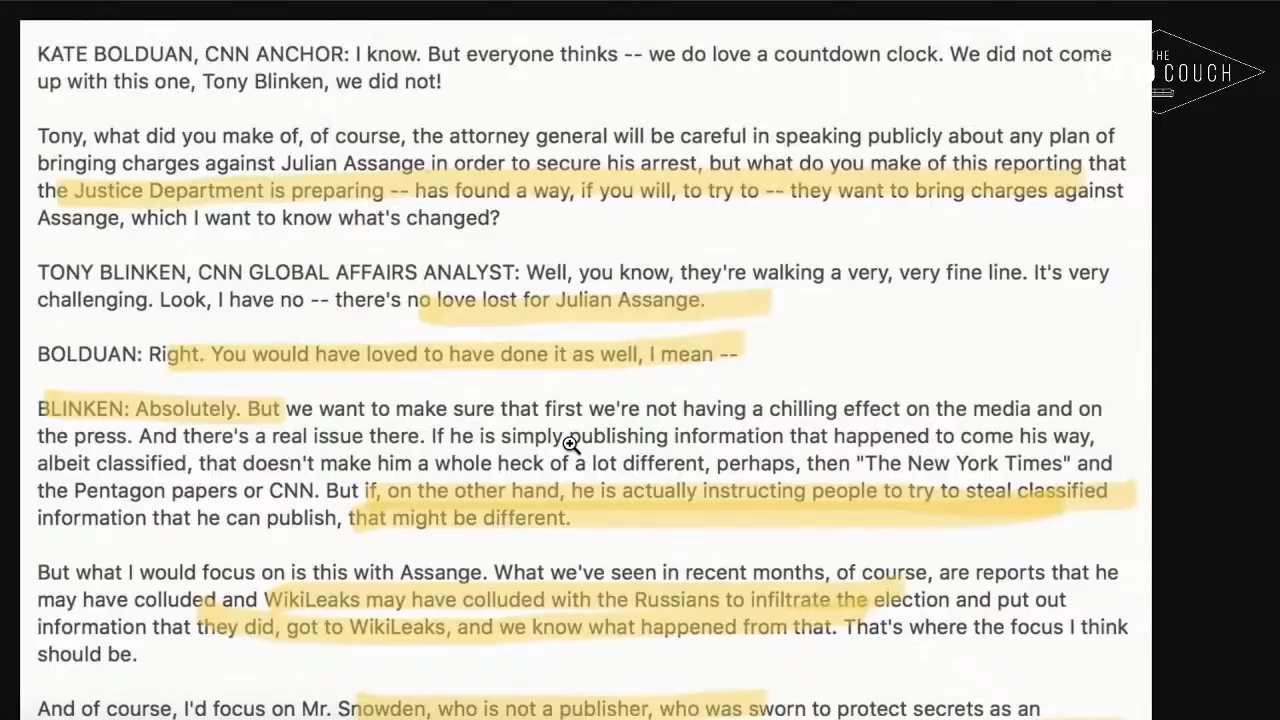 KATE BOLDUAN, CNN ANCHOR: I know. But everyone thinks -- we do love a countdown clock. We did not come
up with this one, Tony Blinken, we did not!
THE
COUCH
Tony, what did you make of, of course, the attorney general will be careful in speaking publicly about any plan of
bringing charges against Julian Assange in order to secure his arrest, but what do you make of this reporting that
the Justice Department is preparing -- has found a way, if you will, to try to -- they want to bring charges against
Assange, which I want to know what's changed?
TONY BLINKEN, CNN GLOBAL AFFAIRS ANALYST: Well, you know, they're walking a very, very fine line. It's very
challenging. Look, I have no -- there's no love lost for Julian Assange.
BOLDUAN: Right. You would have loved to have done it as well, I mean --
BLINKEN: Absolutely. But we want to make sure that first we're not having a chilling effect on the media and on
the press. And there's a real issue there. If he is simply publishing information that happened to come his way,
albeit classified, that doesn't make him a whole heck of a lot different, perhaps, then "The New York Times" and
the Pentagon papers or CNN. But if, on the other hand, he is actually instructing people to try to steal classified
information that he can publish, that might be different.
But what I would focus on is this with Assange. What we've seen in recent months, of course, are reports that he
may have colluded and WikiLeaks may have colluded with the Russians to infiltrate the election and put out
information that they did, got to WikiLeaks, and we know what happened from that. That's where the focus I think
should be.
And of course, I'd focus on Mr. Snowden, who is not a publisher, who was sworn to protect secrets as an